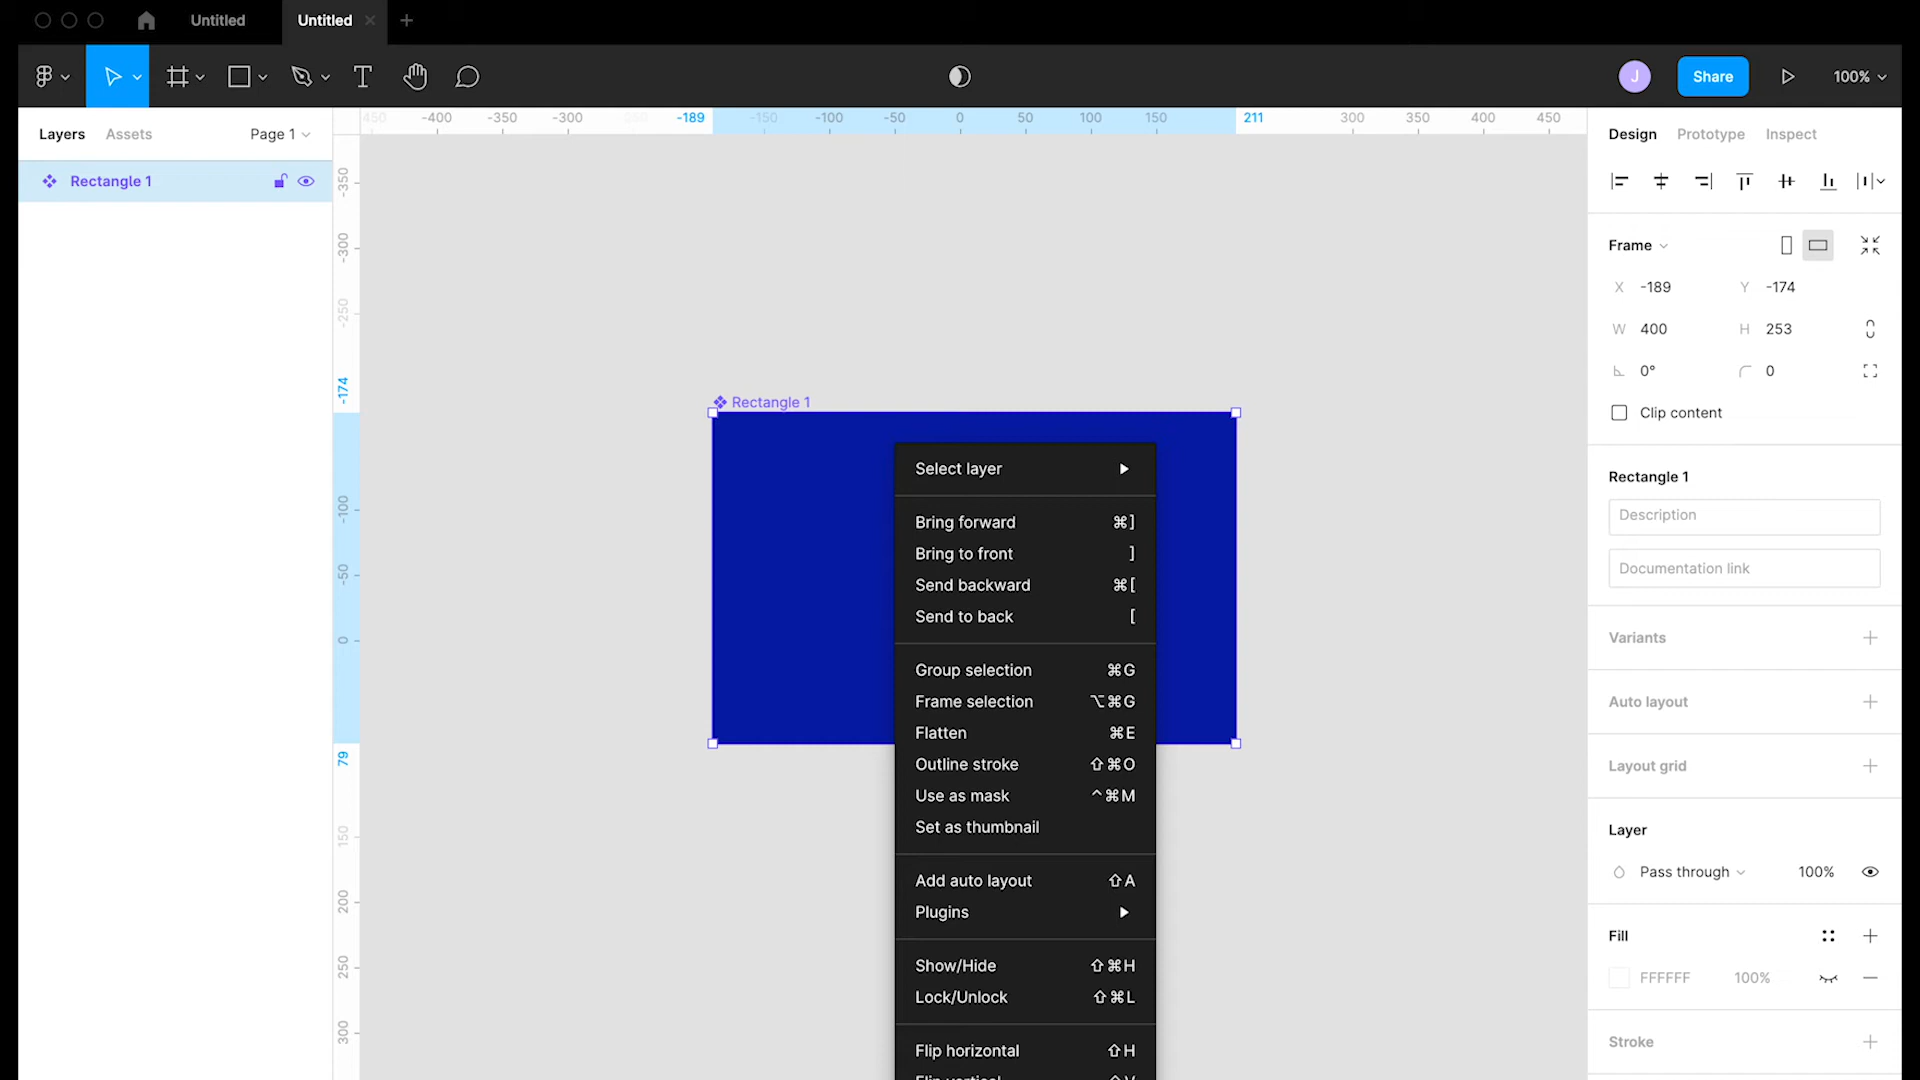 Untitled
Untitled
J
Share
100%
Layers
Assets
Page 1
450 -400 -350 -300 -189 -150 -100 -50 0 50 100 150 211 300 350 400 450
Design
Prototype
Inspect
Rectangle 1
-350
-300
-250
-174
-100
-50
0
79
150
200
250
300
Rectangle 1
Select layer
Bring forward ⌘]
Bring to front ]
Send backward ⌘[
Send to back [
Group selection ⌘G
Frame selection ⌥⌘G
Flatten ⌘E
Outline stroke ⇧⌘O
Use as mask ^⌘M
Set as thumbnail
Add auto layout ⇧A
Plugins
Show/Hide ⇧⌘H
Lock/Unlock ⇧⌘L
Flip horizontal ⇧H
Frame
X -189 Y -174
W 400 H 253
0° 0
Clip content
Rectangle 1
Description
Documentation link
Variants
Auto layout
Layout grid
Layer
Pass through 100%
Fill
FFFFFF 100%
Stroke